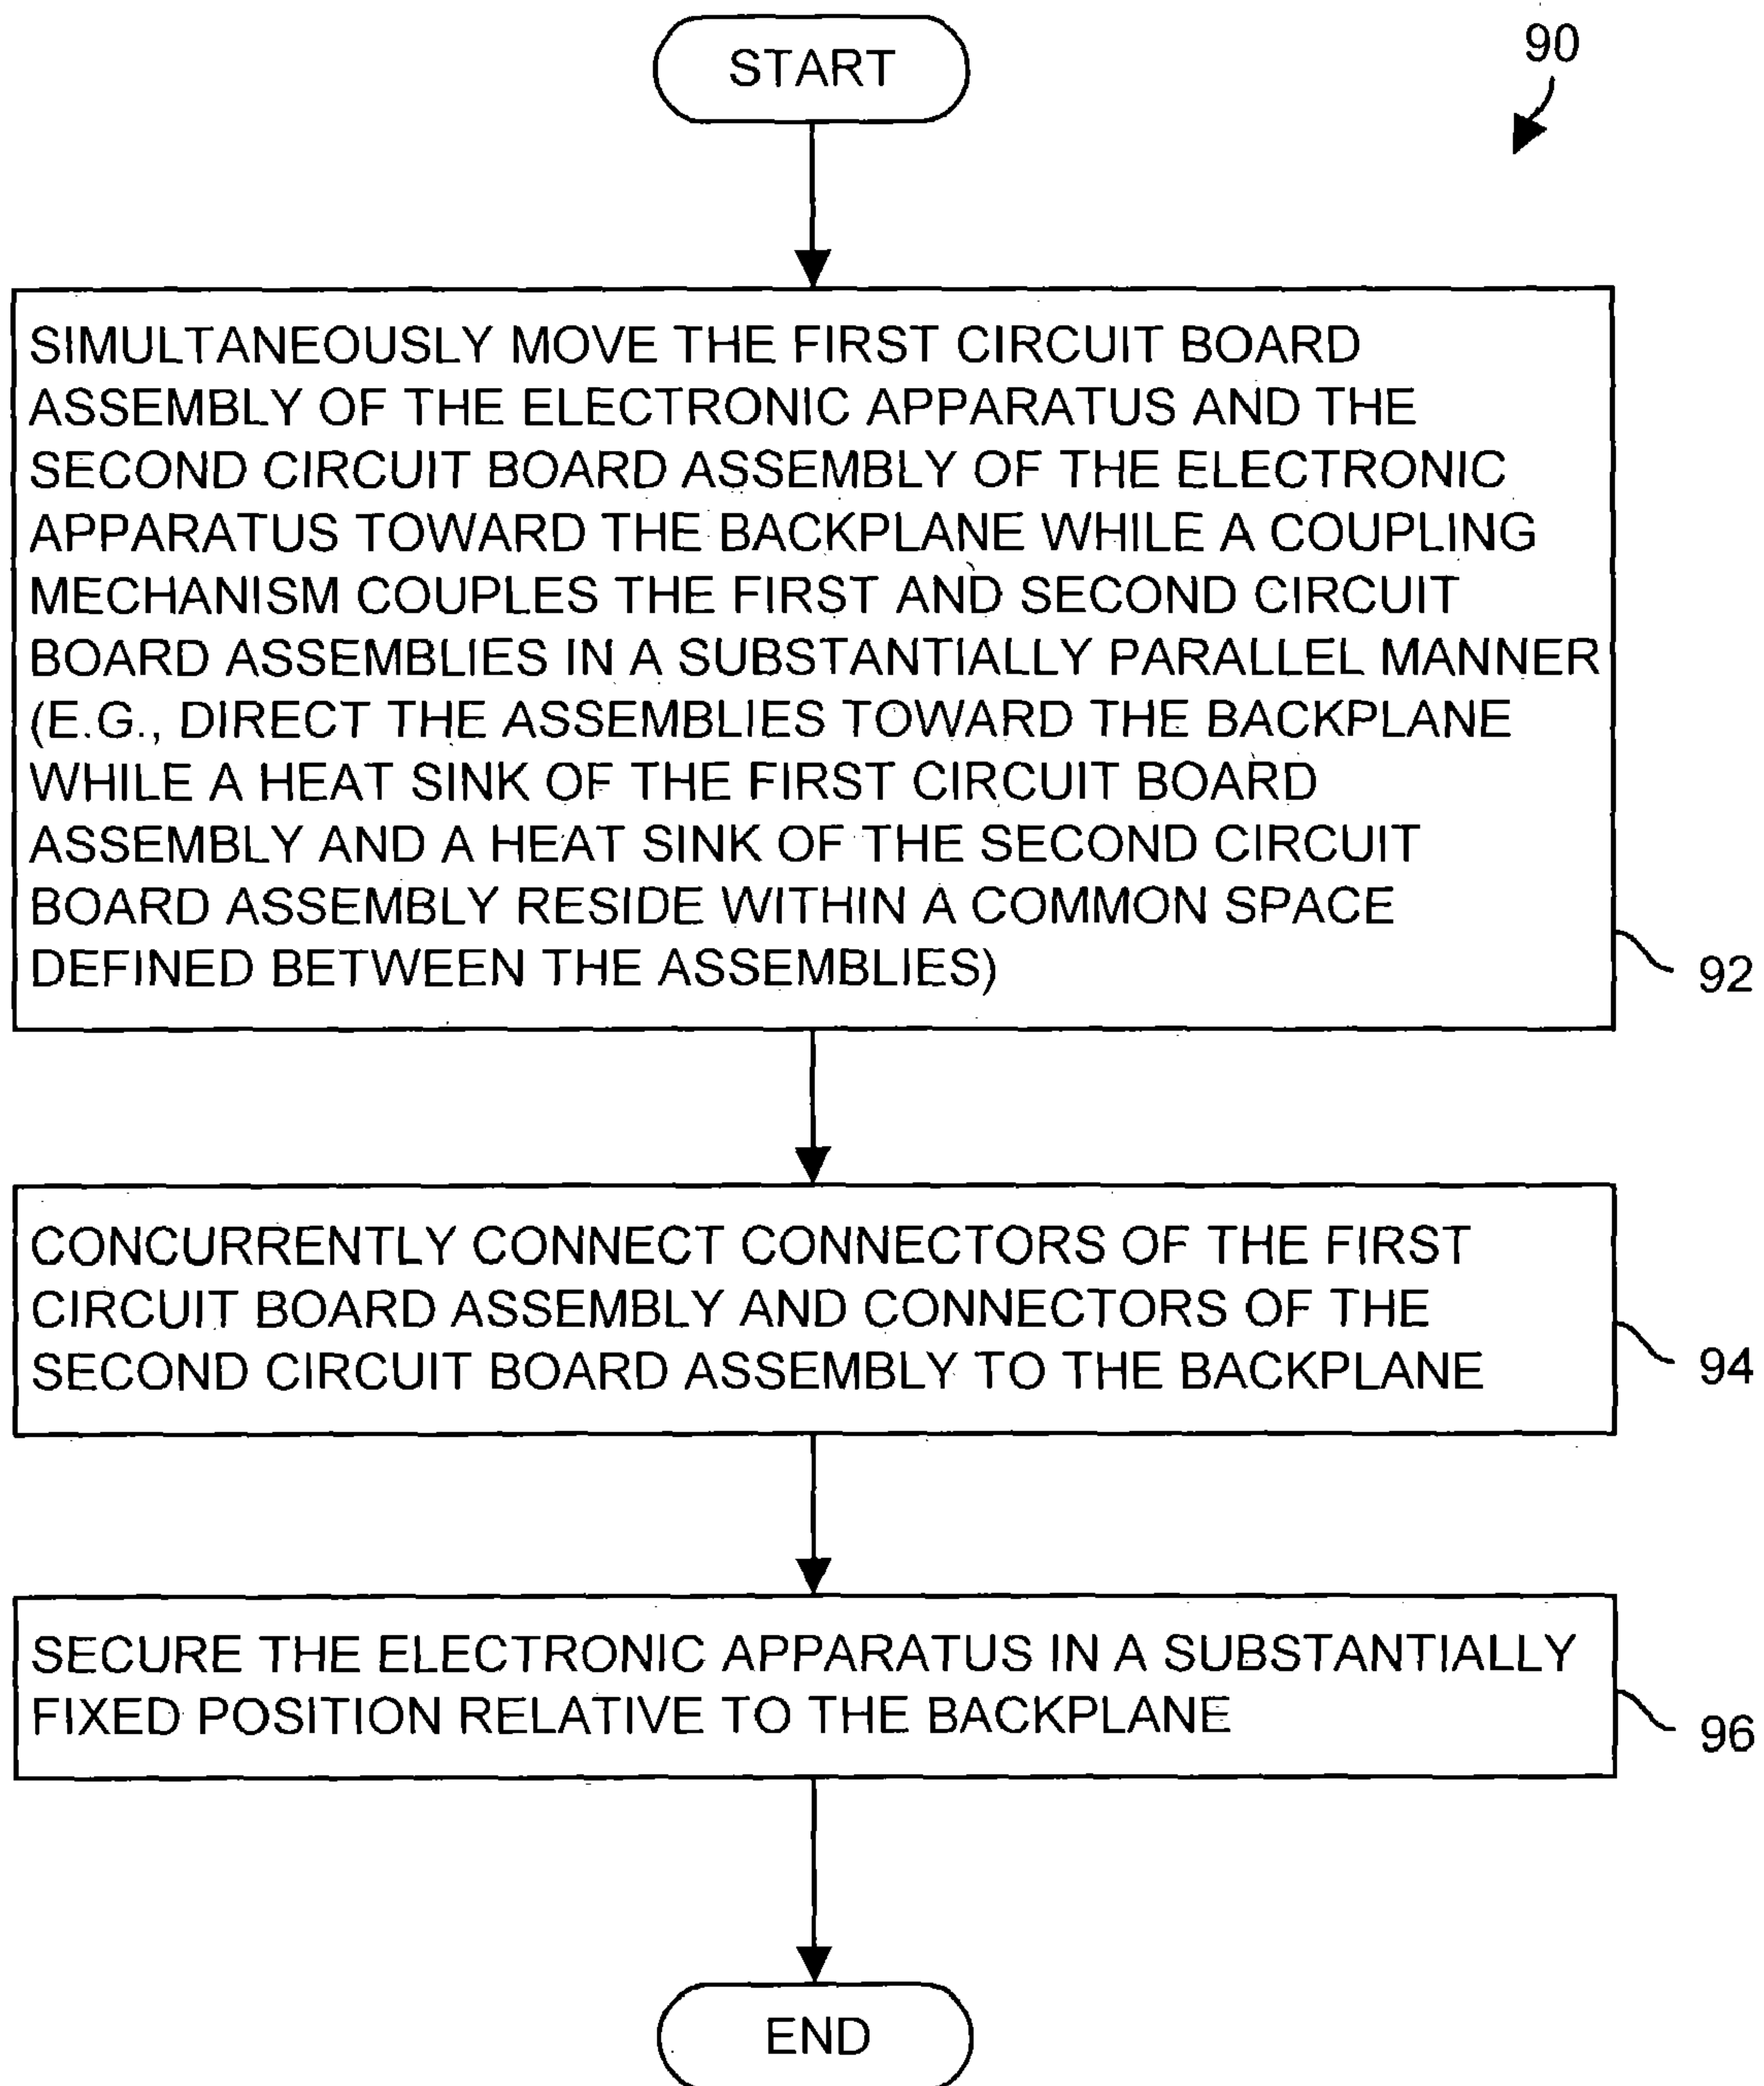 START
90
SIMULTANEOUSLY MOVE THE FIRST CIRCUIT BOARD
ASSEMBLY OF THE ELECTRONIC APPARATUS AND THE
SECOND CIRCUIT BOARD ASSEMBLY OF THE ELECTRONIC
APPARATUS TOWARD THE BACKPLANE WHILE A COUPLING
MECHANISM COUPLES THE FIRST AND SECOND CIRCUIT
BOARD ASSEMBLIES IN A SUBSTANTIALLY PARALLEL MANNER
(E.G., DIRECT THE ASSEMBLIES TOWARD THE BACKPLANE
WHILE A HEAT SINK OF THE FIRST CIRCUIT BOARD
ASSEMBLY AND A HEAT SINK OF THE SECOND CIRCUIT
BOARD ASSEMBLY RESIDE WITHIN A COMMON SPACE
DEFINED BETWEEN THE ASSEMBLIES)
92
CONCURRENTLY CONNECT CONNECTORS OF THE FIRST
CIRCUIT BOARD ASSEMBLY AND CONNECTORS OF THE
SECOND CIRCUIT BOARD ASSEMBLY TO THE BACKPLANE
94
SECURE THE ELECTRONIC APPARATUS IN A SUBSTANTIALLY
FIXED POSITION RELATIVE TO THE BACKPLANE
96
END